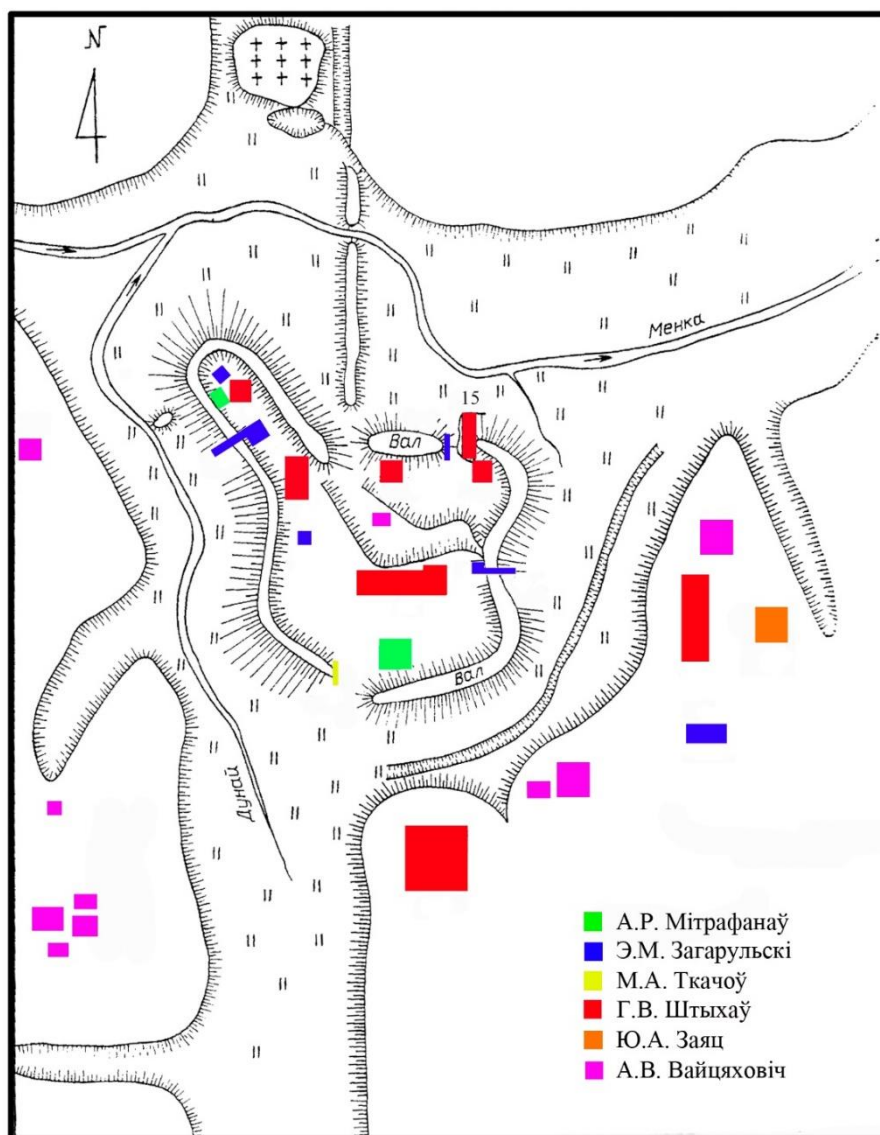 N
Менка
15
Вал
Вал
Дунай
А.Р. Мітрафанаў
Э.М. Загарульскі
М.А. Ткачоў
Г.В. Штыхаў
Ю.А. Заяц
А.В. Вайцяховіч